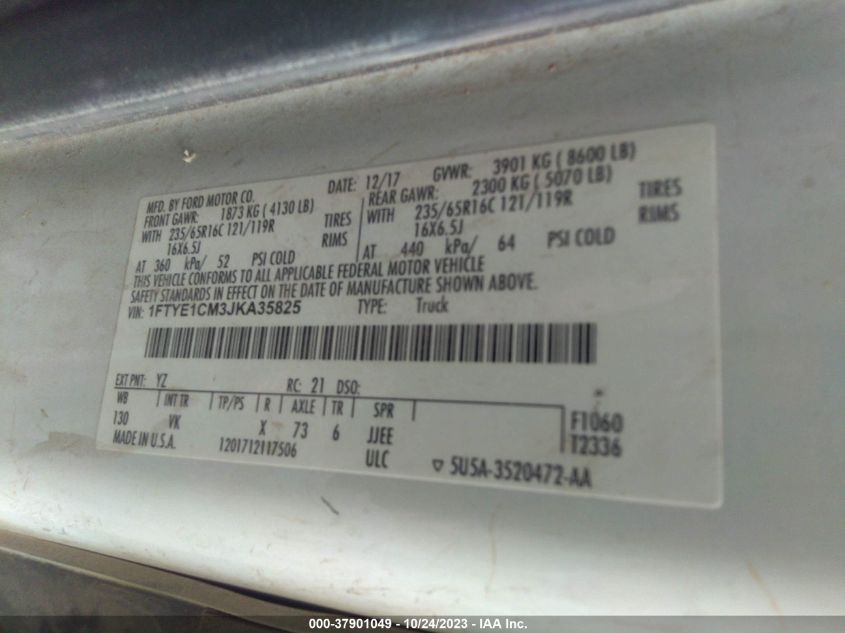 MFD. BY FORD MOTOR CO. DATE: 12/17 GVWR: 3901 KG ( 8600 LB)
FRONT GAWR: 1873 KG ( 4130 LB) REAR GAWR: 2300 KG ( 5070 LB)
WITH 235/65R16C 121/119R TIRES WITH 235/65R16C 121/119R TIRES
16X6.5J RIMS 16X6.5J RIMS
AT 360 kPa/ 52 PSI COLD AT 440 kPa/ 64 PSI COLD
THIS VEHICLE CONFORMS TO ALL APPLICABLE FEDERAL MOTOR VEHICLE
SAFETY STANDARDS IN EFFECT ON THE DATE OF MANUFACTURE SHOWN ABOVE.
VIN: 1FTYE1CM3JKA35825 TYPE: Truck
EXT PNT: YZ RC: 21 DSO:
WB INT TR TP/PS R AXLE TR SPR
130 VK X 73 6 JJEE F1060
MADE IN U.S.A. 1201712117506 ULC T2336
5U5A-3520472-AA
000-37901049 - 10/24/2023 - IAA Inc.